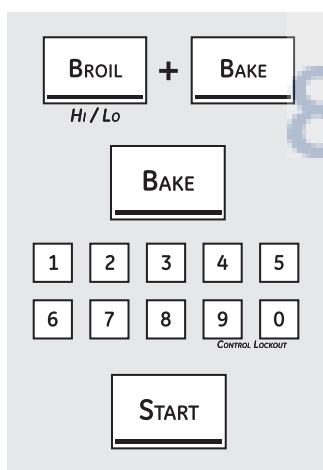 BROIL + BAKE
HI / LO
BAKE
1 2 3 4 5
6 7 8 9 0
CONTROL LOCKOUT
START